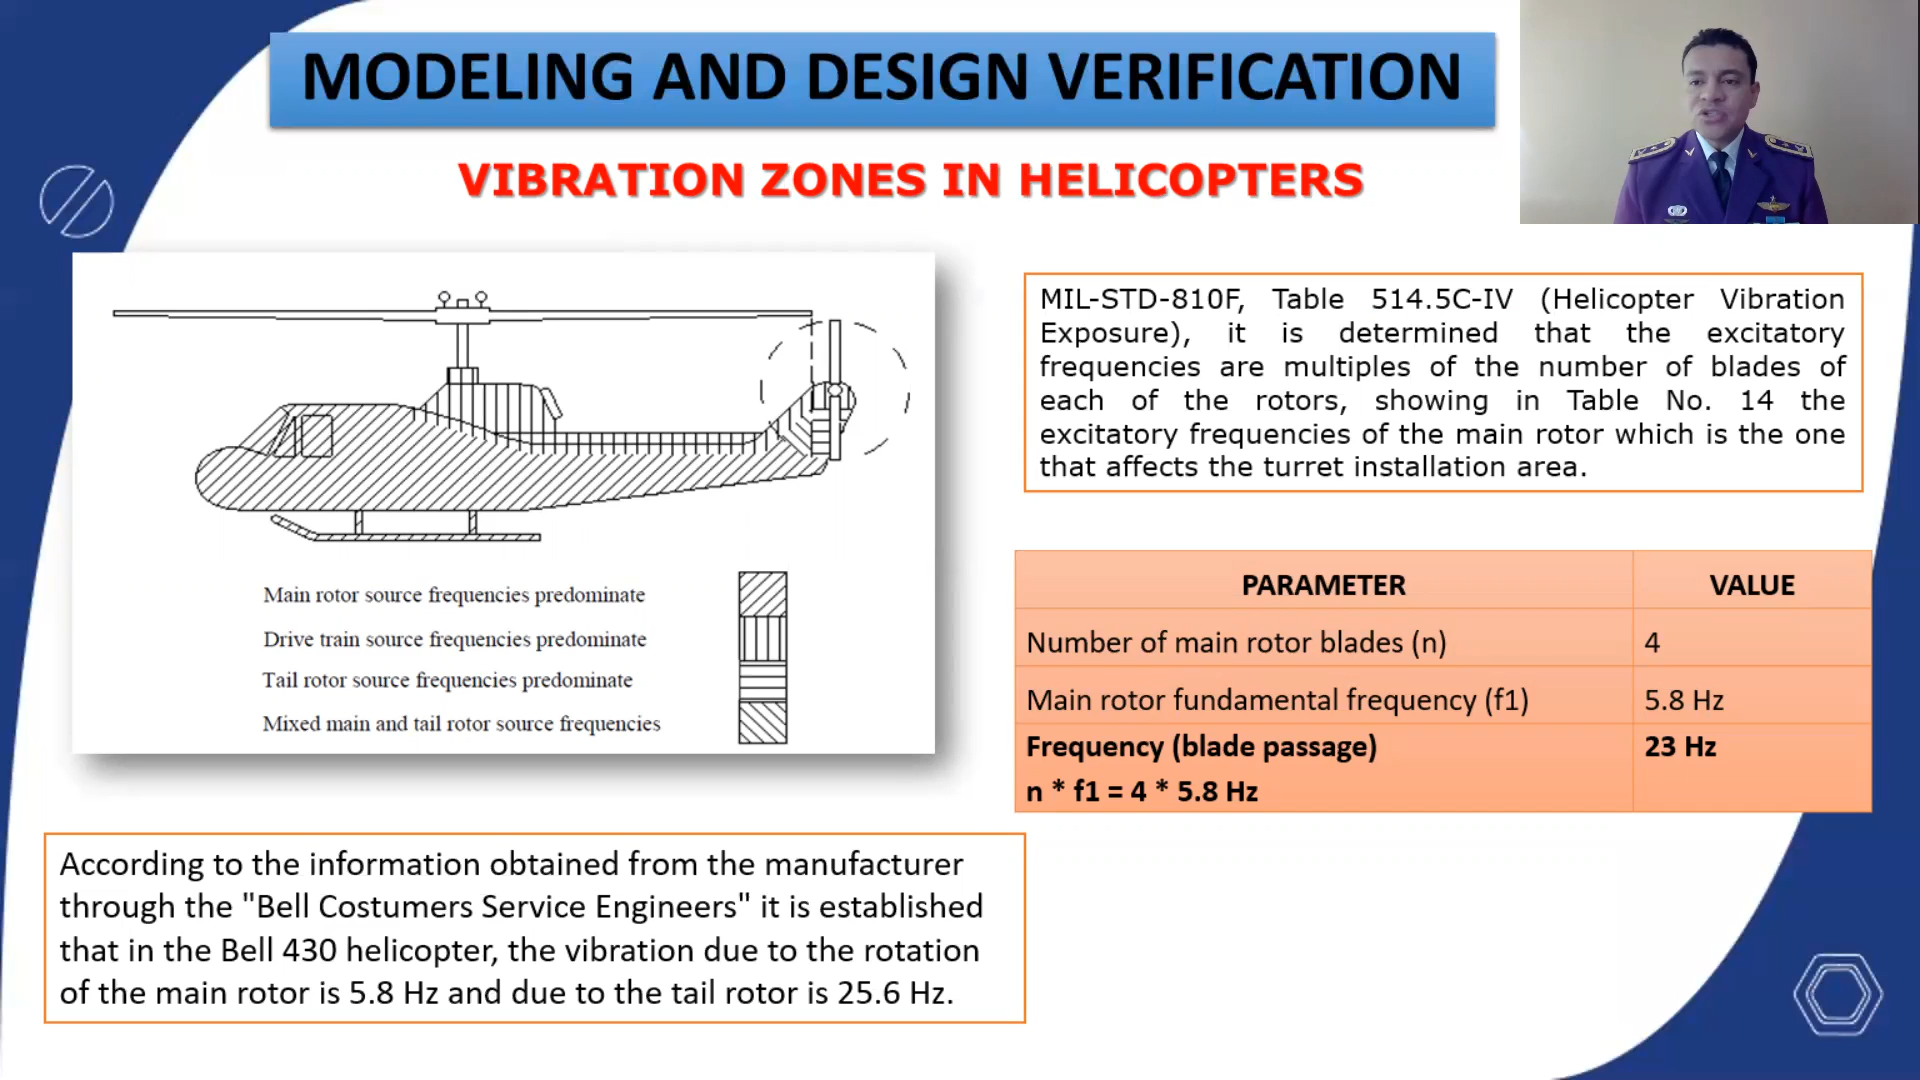 MODELING AND DESIGN VERIFICATION
VIBRATION ZONES IN HELICOPTERS
Main rotor source frequencies predominate
Drive train source frequencies predominate
Tail rotor source frequencies predominate
Mixed main and tail rotor source frequencies
MIL-STD-810F, Table 514.5C-IV (Helicopter Vibration
Exposure), it is determined that the excitatory
frequencies are multiples of the number of blades of
each of the rotors, showing in Table No. 14 the
excitatory frequencies of the main rotor which is the one
that affects the turret installation area.
PARAMETER VALUE
Number of main rotor blades (n) 4
Main rotor fundamental frequency (f1) 5.8 Hz
Frequency (blade passage) 23 Hz
n * f1 = 4 * 5.8 Hz
According to the information obtained from the manufacturer
through the "Bell Costumers Service Engineers" it is established
that in the Bell 430 helicopter, the vibration due to the rotation
of the main rotor is 5.8 Hz and due to the tail rotor is 25.6 Hz.